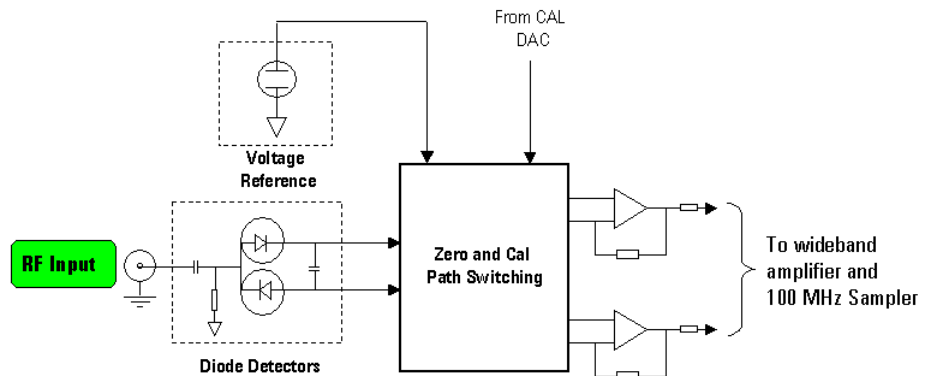 From CAL
DAC
Voltage
Reference
RF Input
Zero and Cal
Path Switching
To wideband
amplifier and
100 MHz Sampler
Diode Detectors